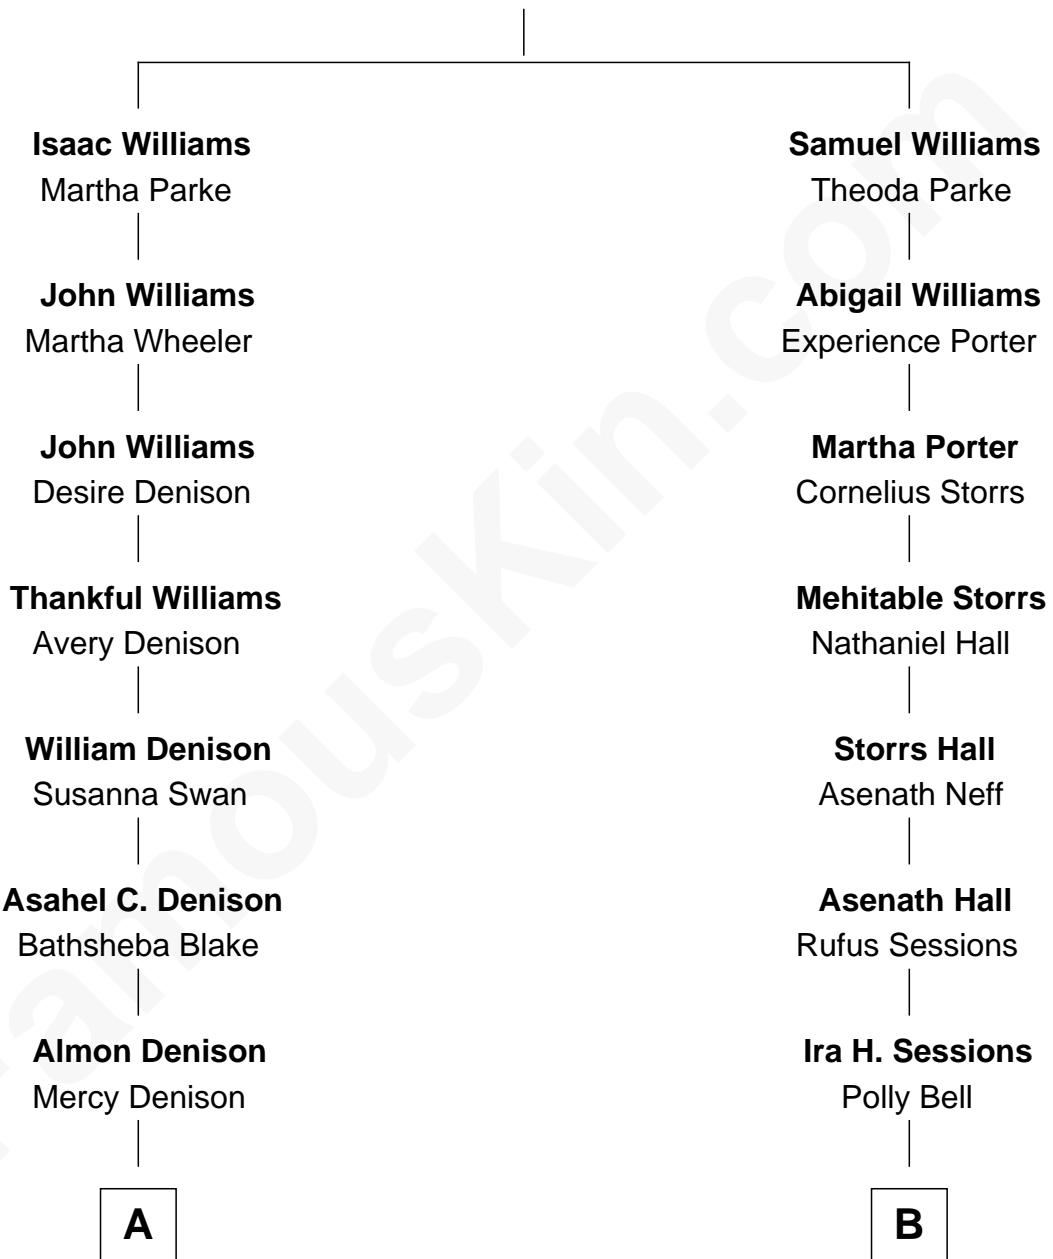 Isaac Williams
Martha Parke
John Williams
Martha Wheeler
John Williams
Desire Denison
Thankful Williams
Avery Denison
William Denison
Susanna Swan
Asahel C. Denison
Bathsheba Blake
Almon Denison
Mercy Denison
A
Samuel Williams
Theoda Parke
Abigail Williams
Experience Porter
Martha Porter
Cornelius Storrs
Mehitable Storrs
Nathaniel Hall
Storrs Hall
Asenath Neff
Asenath Hall
Rufus Sessions
Ira H. Sessions
Polly Bell
B
FamousKin.com